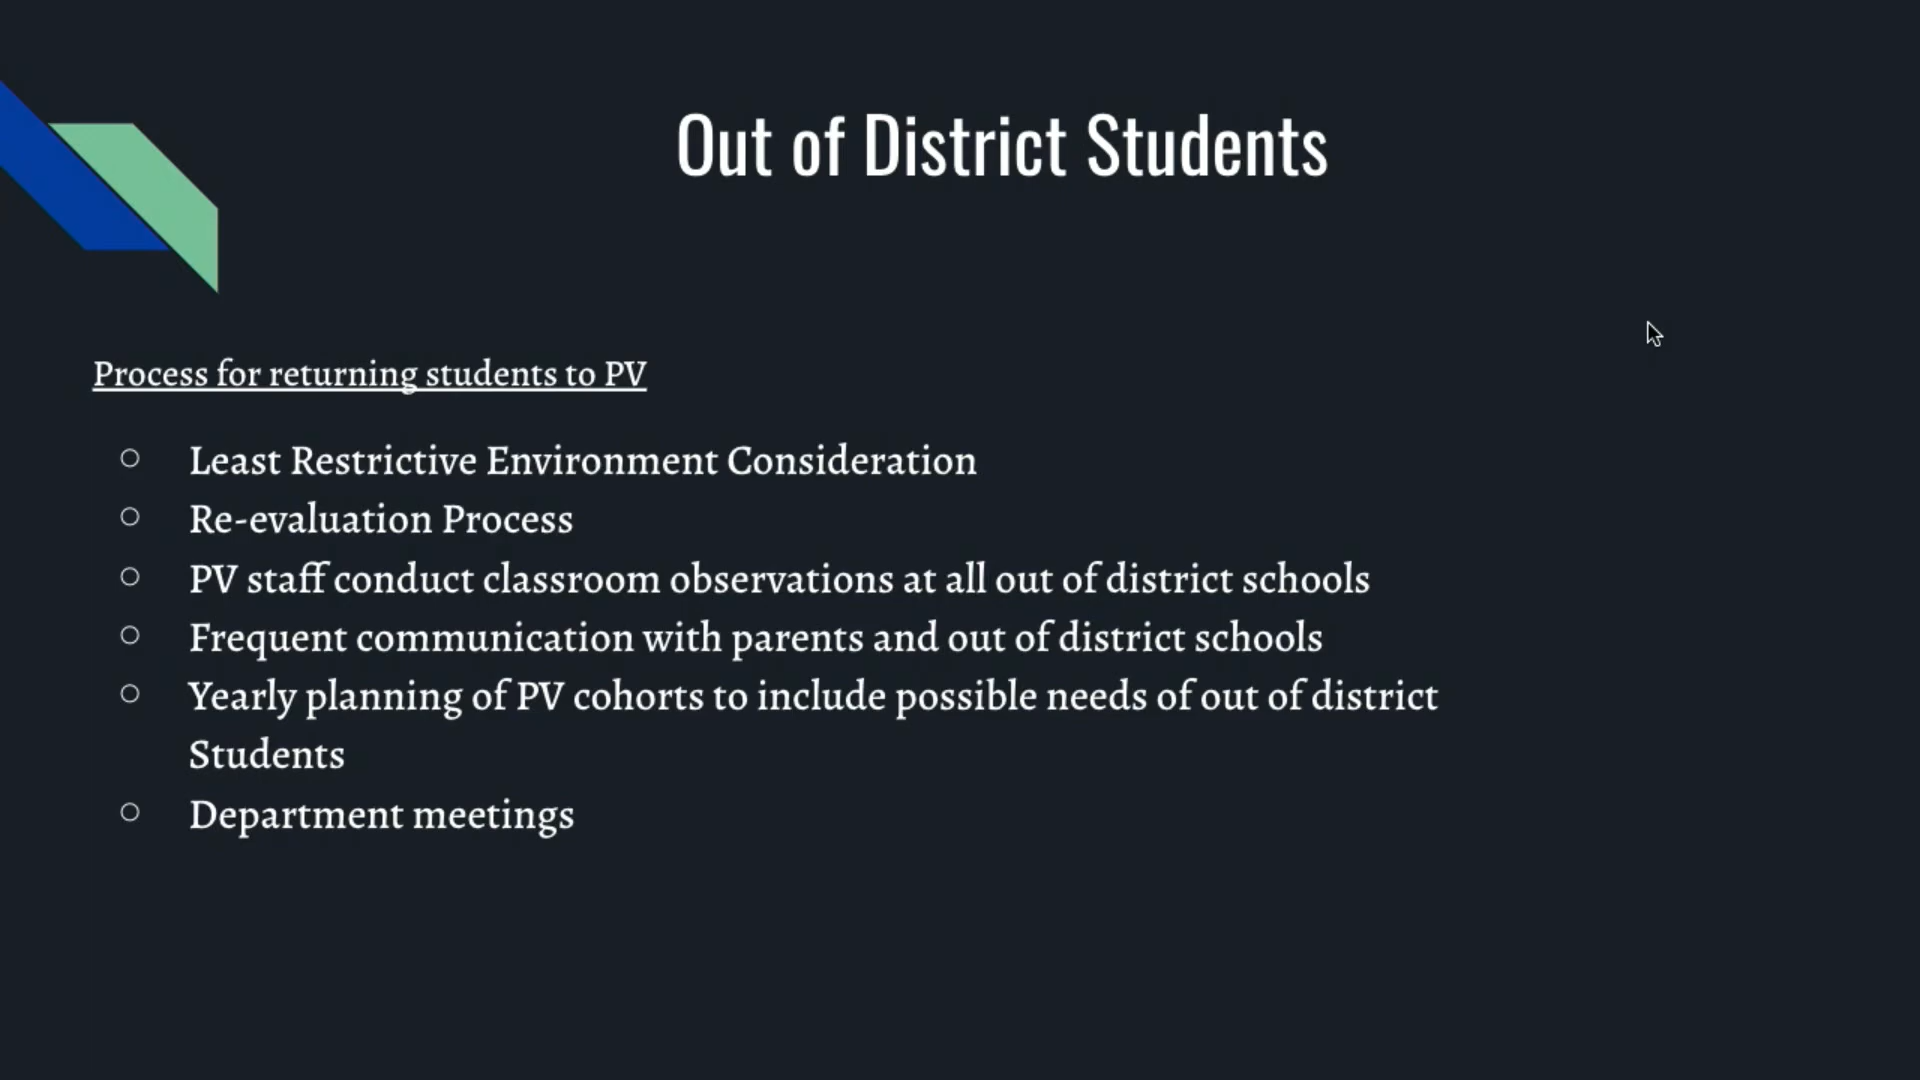 Out of District Students
Process for returning students to PV
○ Least Restrictive Environment Consideration
○ Re-evaluation Process
○ PV staff conduct classroom observations at all out of district schools
○ Frequent communication with parents and out of district schools
○ Yearly planning of PV cohorts to include possible needs of out of district
Students
○ Department meetings